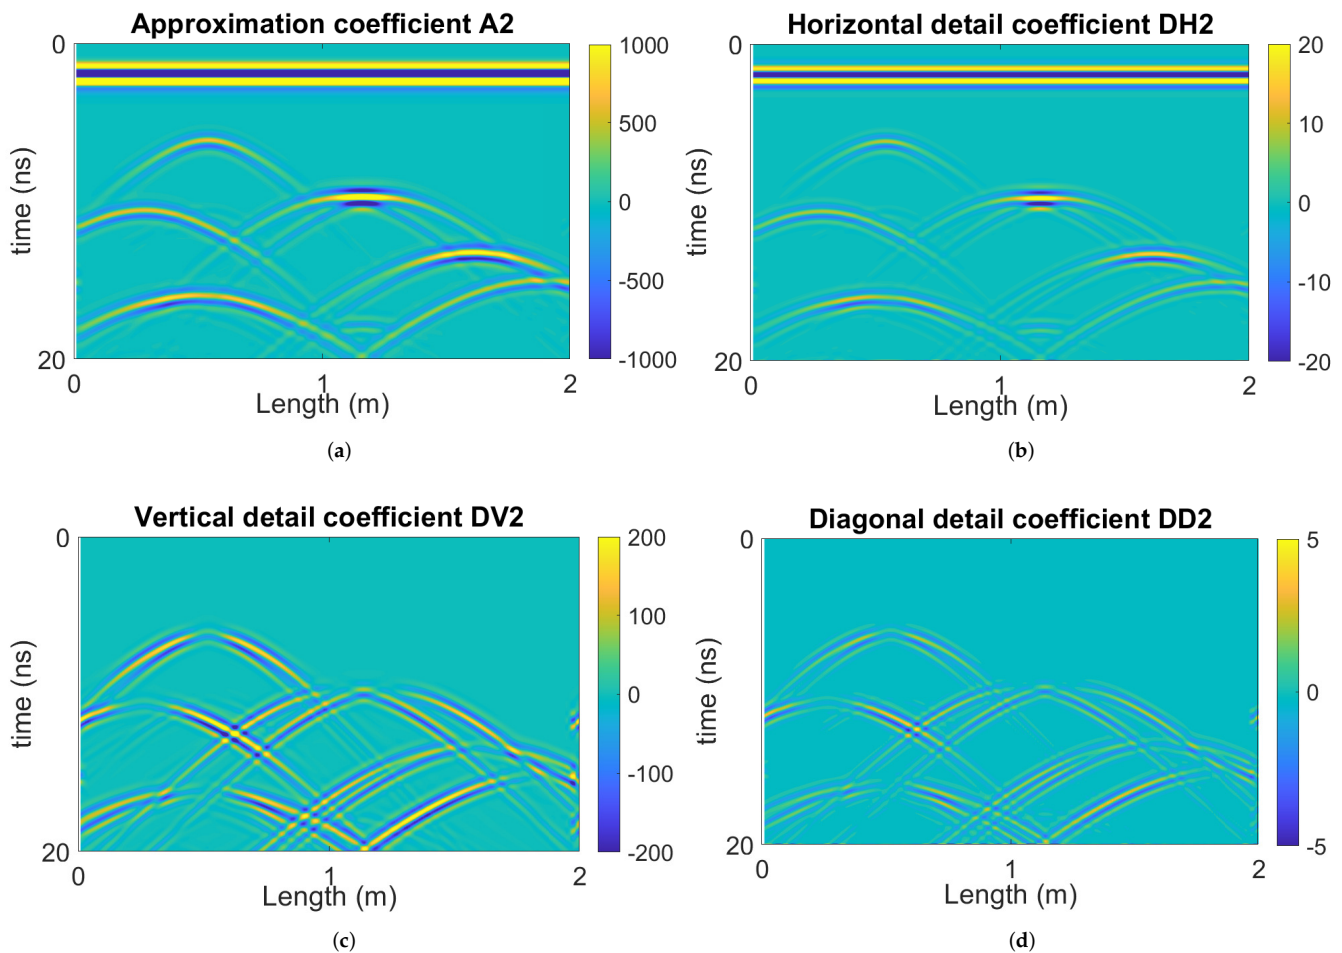 Approximation coefficient A2
0
20
time (ns)
0
1
2
Length (m)
1000
500
0
-500
-1000
(a)
Horizontal detail coefficient DH2
0
20
time (ns)
0
1
2
Length (m)
20
10
0
-10
-20
(b)
Vertical detail coefficient DV2
0
20
time (ns)
0
1
2
Length (m)
200
100
0
-100
-200
(c)
Diagonal detail coefficient DD2
0
20
time (ns)
0
1
2
Length (m)
5
0
-5
(d)